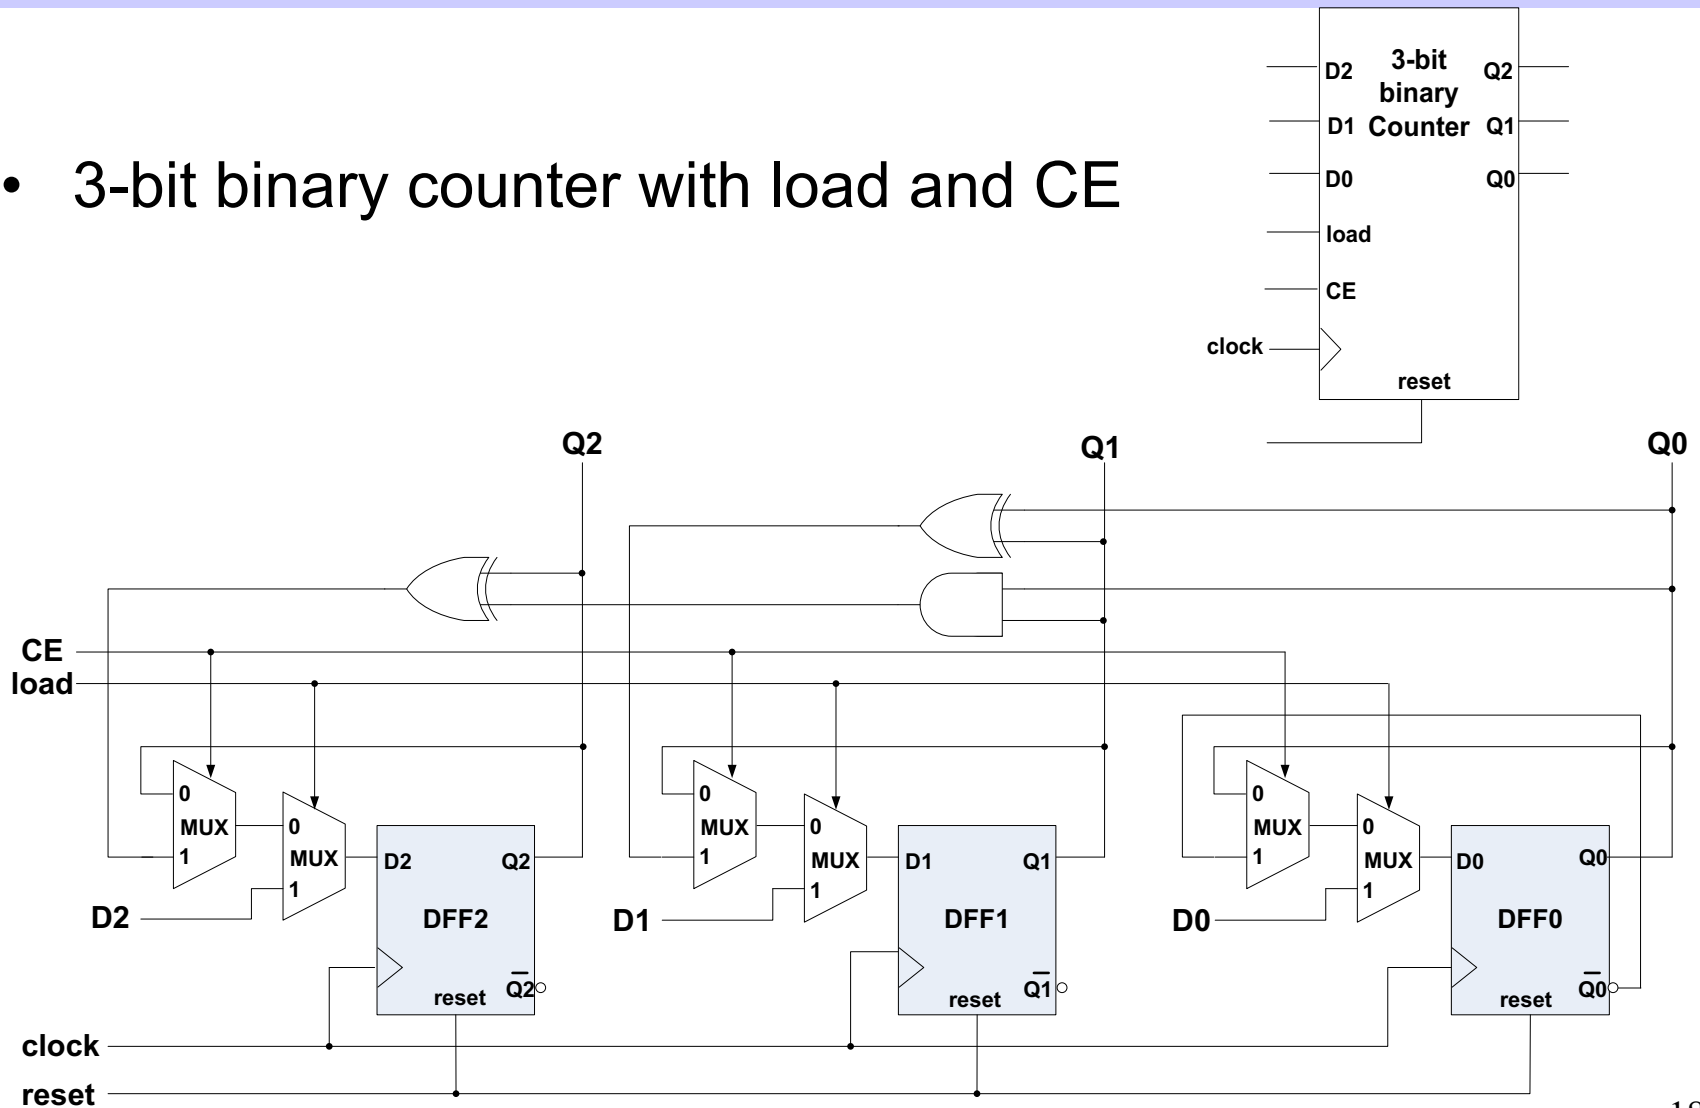 3-bit
D2 Q2
binary
D1 Counter Q1
• 3-bit binary counter with load and CE
D0 Q0
load
CE
clock
reset
Q2 Q1 Q0
CE
load
0 0 0
MUX 0 MUX 0 MUX 0
1 MUX D2 Q2 1 MUX D1 Q1 1 MUX D0 Q0
1 1 1
D2 DFF2 D1 DFF1 D0 DFF0
reset Q̅2̅ reset Q̅1̅ reset Q̅0̅
clock
reset